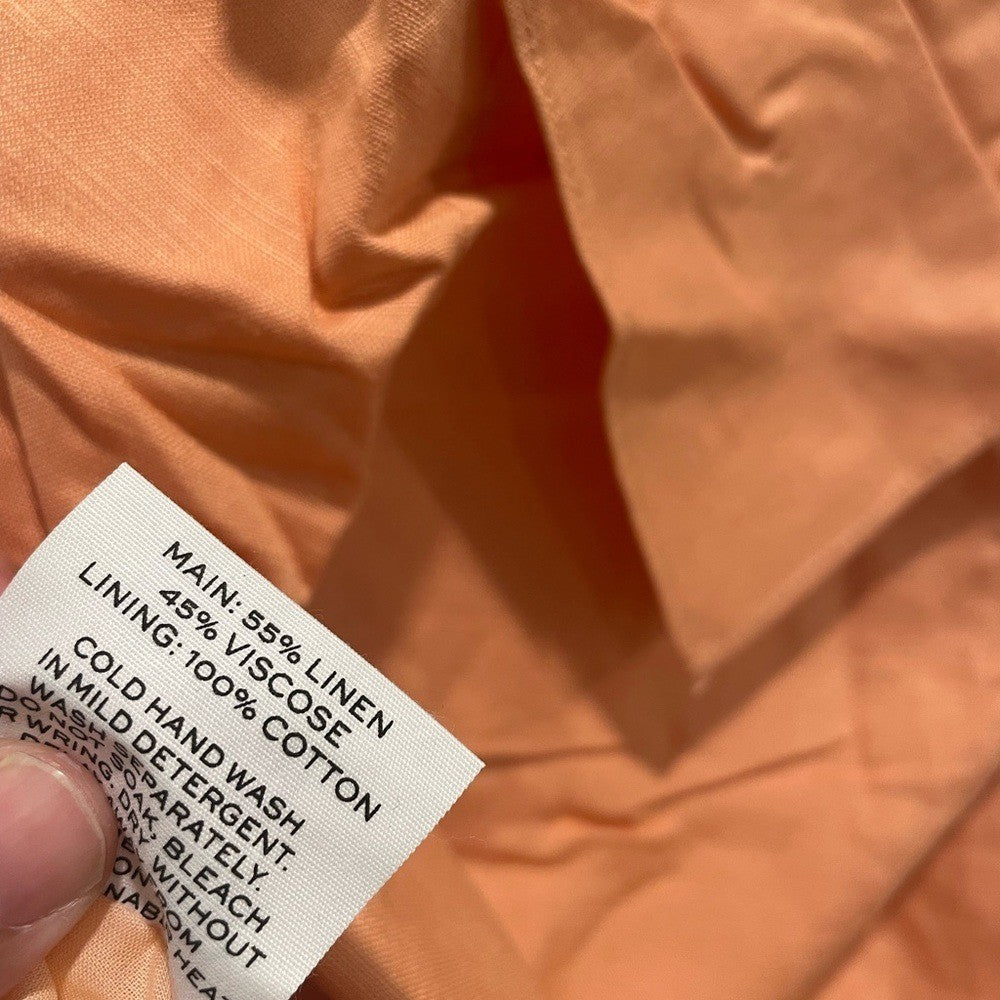 MAIN: 55% LINEN
45% VISCOSE
LINING: 100% COTTON
COLD HAND WASH
IN MILD DETERGENT.
WASH SEPARATELY.
DO NOT SOAK, BLEACH
WRING. DRY WITHOUT